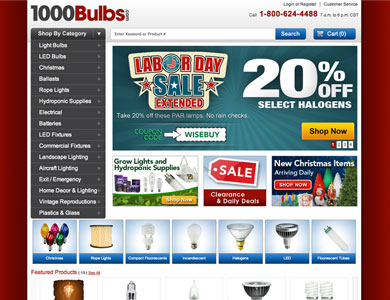 1000Bulbs.com
Login or Register | Customer Service
Call 1-800-624-4488 7 a.m. to 6 p.m. CST
Shop By Category
Enter Keyword or Product #
Search
Cart (0)
Light Bulbs
LED Bulbs
Christmas
Ballasts
Rope Lights
Hydroponic Supplies
Electrical
Batteries
LED Fixtures
Commercial Fixtures
Landscape Lighting
Aircraft Lighting
Exit / Emergency
Home Decor & Lighting
Vintage Reproductions
Plastics & Glass
LABOR DAY
SALE
EXTENDED
20% OFF
SELECT HALOGENS
Take 20% off these PAR lamps. No rain checks.
COUPON CODE
WISEBUY
Shop Now
1 2 3 4
Grow Lights and
Hydroponic Supplies
Shop Now
SALE
Clearance
& Daily Deals
New Christmas Items
Arriving Daily
SHOP NOW
Christmas
Rope Lights
Compact Fluorescents
Incandescent
Halogens
LED
Fluorescent Tubes
Featured Products ( 13 ) See All